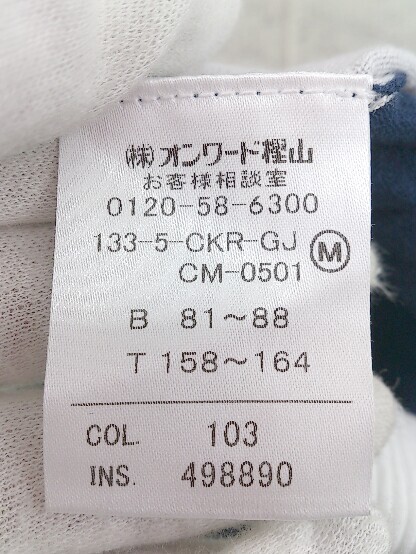 (株)オンワード樫山
お客様相談室
0120-58-6300
133-5-CKR-GJ Ⓜ
CM-0501
B 81～88
T 158～164
COL. 103
INS. 498890